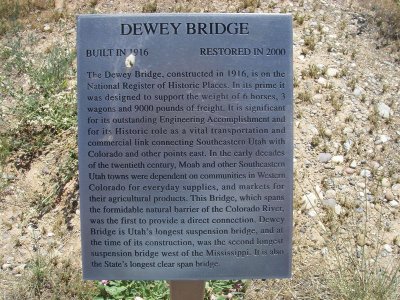 DEWEY BRIDGE
BUILT IN 1916 RESTORED IN 2000
The Dewey Bridge, constructed in 1916, is on the
National Register of Historic Places. In its prime it
was designed to support the weight of 6 horses, 3
wagons and 9000 pounds of freight. It is significant
for its outstanding Engineering Accomplishment and
for its Historic role as a vital transportation and
commercial link connecting Southeastern Utah with
Colorado and other points east. In the early decades
of the twentieth century, Moab and other Southeastern
Utah towns were dependent on communities in Western
Colorado for everyday supplies, and markets for
their agricultural products. This Bridge, which spans
the formidable natural barrier of the Colorado River,
was the first to provide a direct connection. Dewey
Bridge is Utah's longest suspension bridge, and at
the time of its construction, was the second longest
suspension bridge west of the Mississippi. It is also
the State's longest clear span bridge.